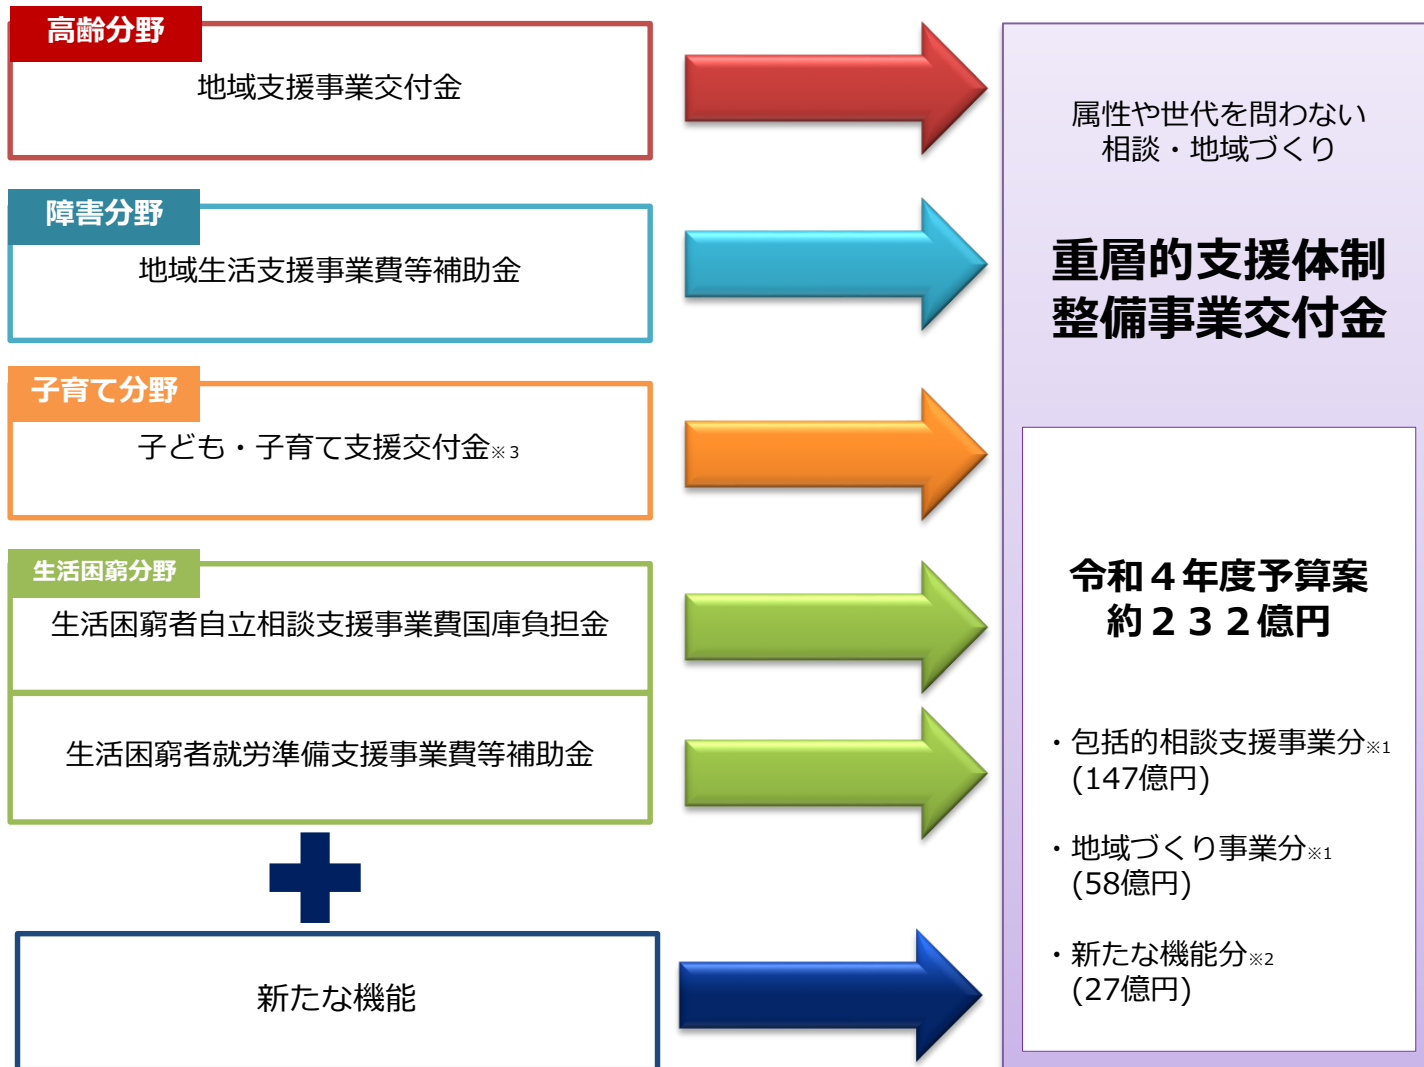 高齢分野
地域支援事業交付金
障害分野
地域生活支援事業費等補助金
子育て分野
子ども・子育て支援交付金※3
生活困窮分野
生活困窮者自立相談支援事業費国庫負担金
生活困窮者就労準備支援事業費等補助金
新たな機能
属性や世代を問わない
相談・地域づくり
重層的支援体制
整備事業交付金
令和４年度予算案
約２３２億円
・包括的相談支援事業分※1
(147億円)
・地域づくり事業分※1
(58億円)
・新たな機能分※2
(27億円)